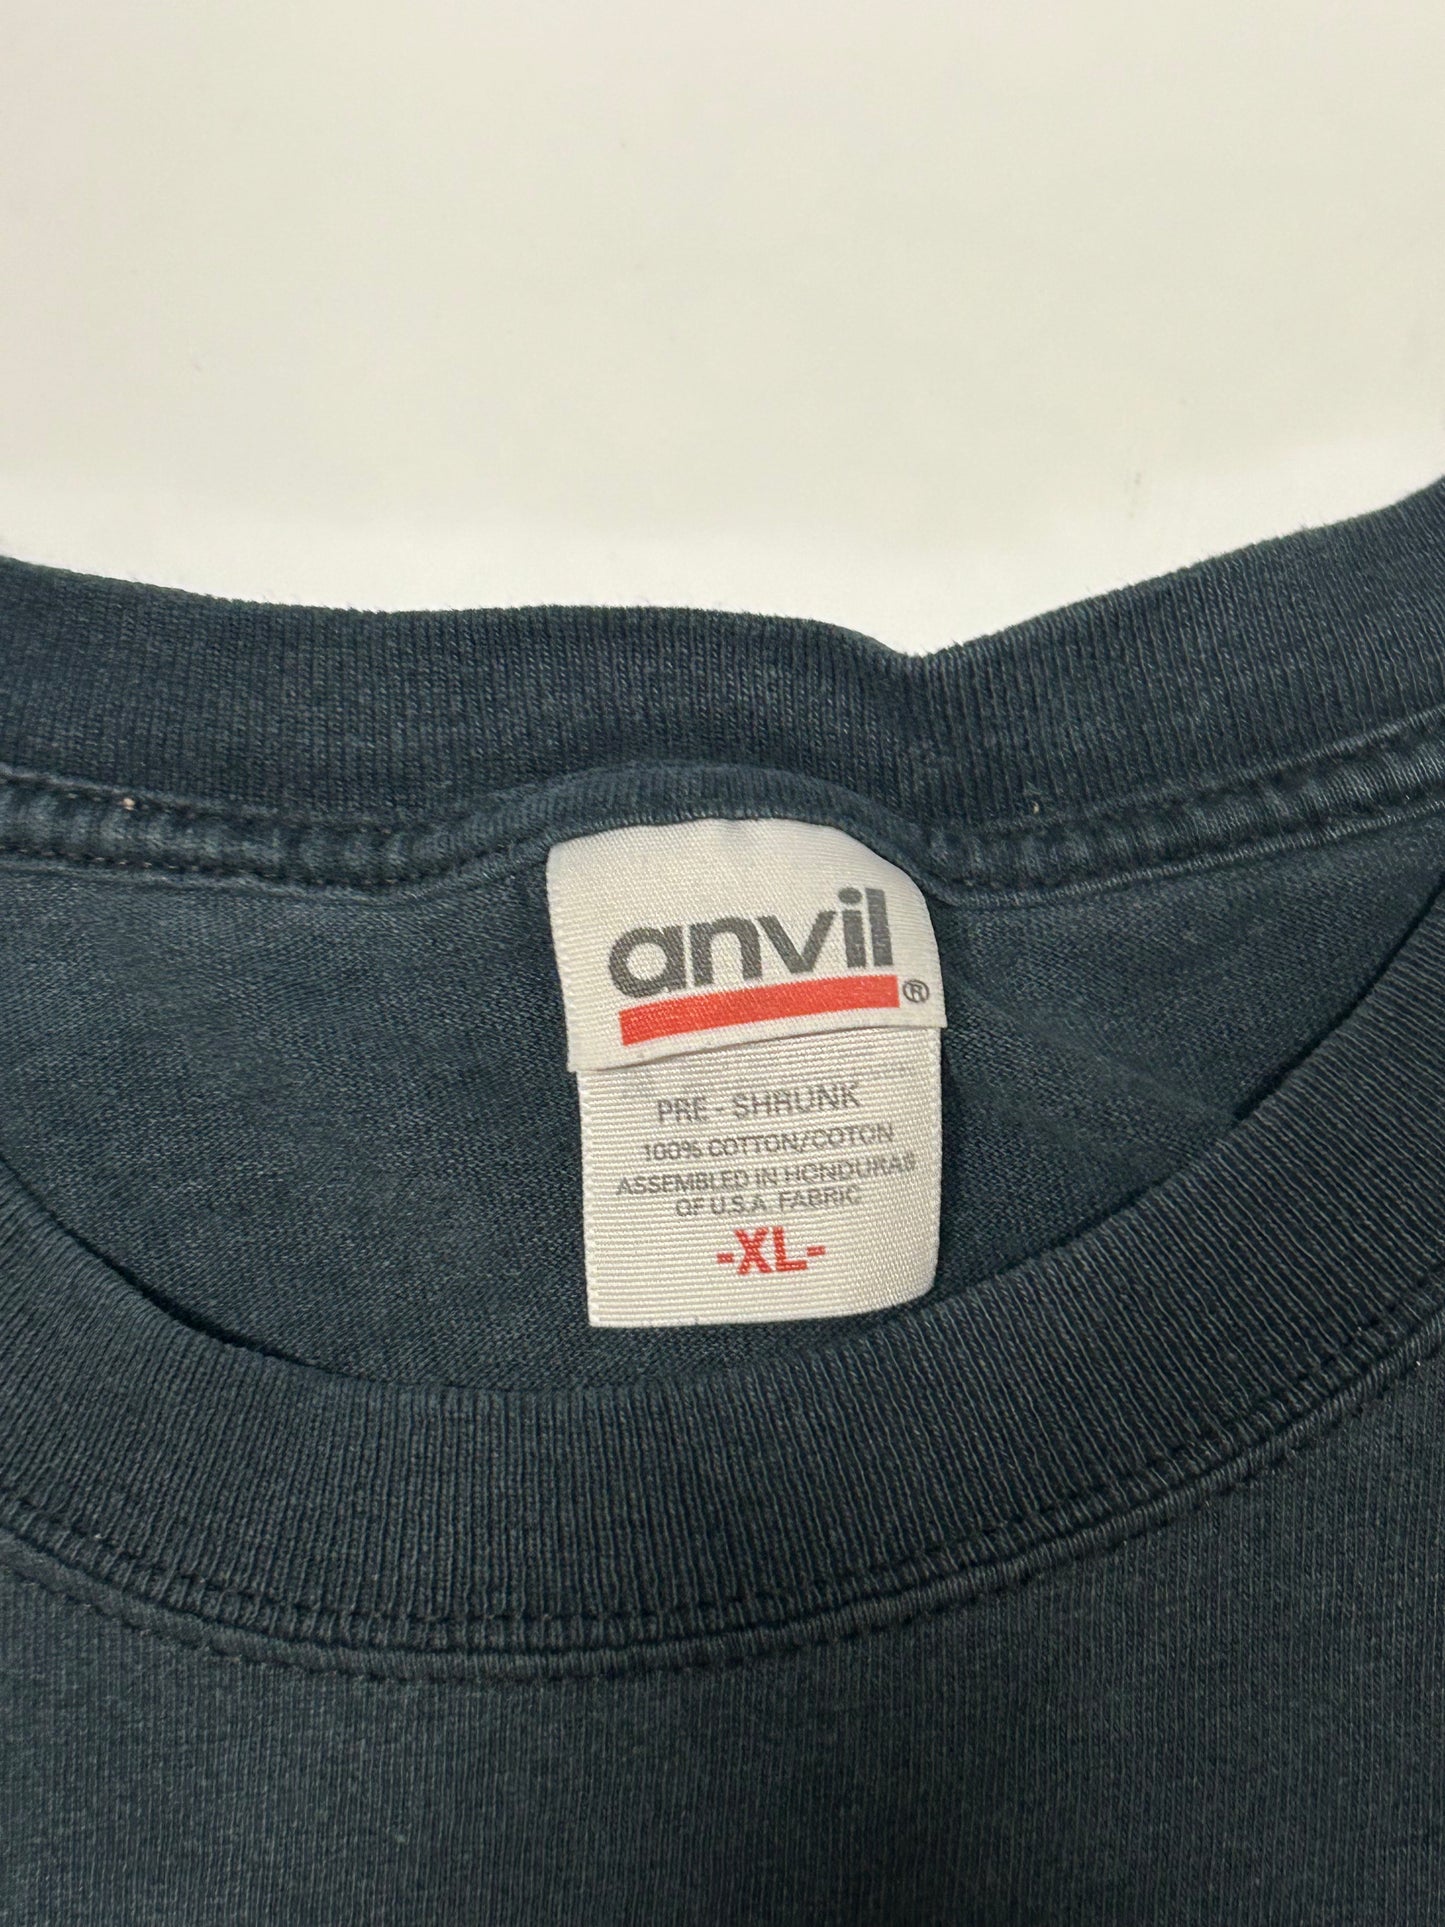 anvil
®
PRE-SHRUNK
100% COTTON/COTON
ASSEMBLED IN HONDURAS
OF U.S.A. FABRIC
-XL-